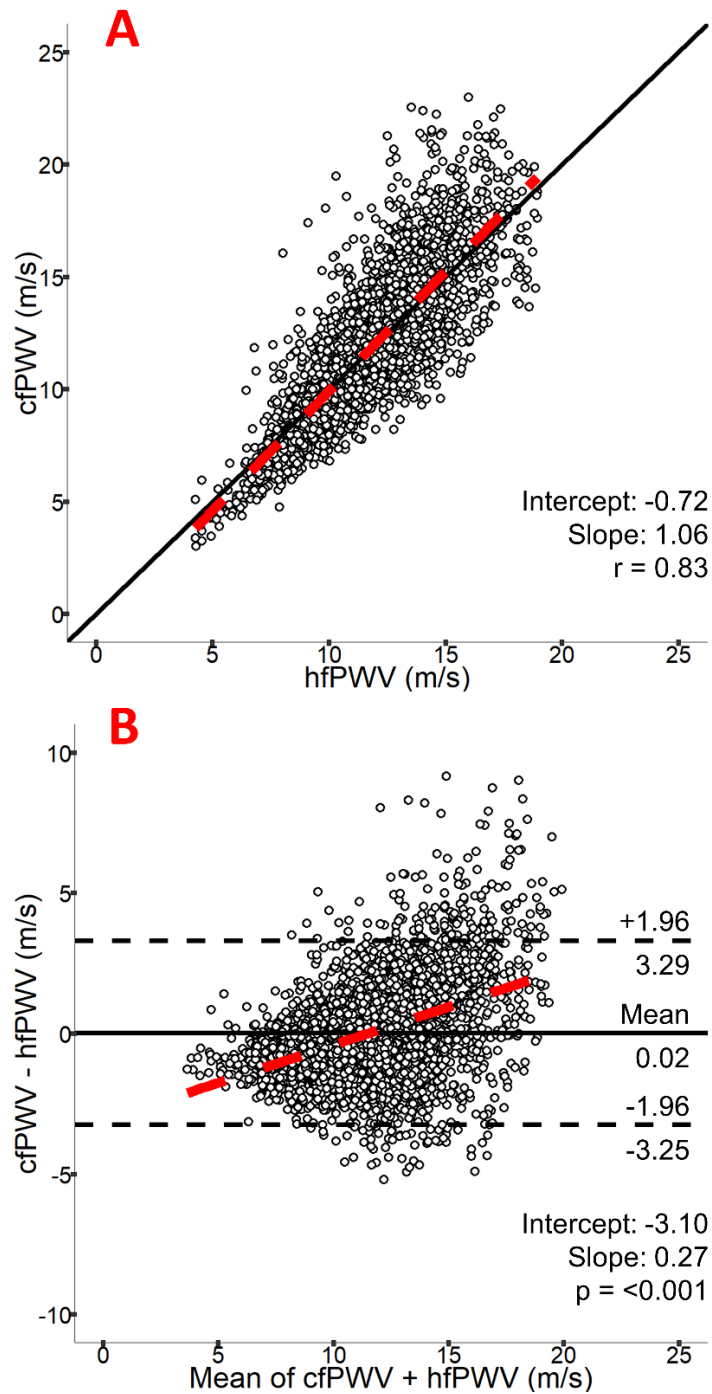 A
25
20
15
10
5
0
cfPWV (m/s)
Intercept: -0.72
Slope: 1.06
r = 0.83
0 5 10 15 20 25
hfPWV (m/s)
B
10
5
0
-5
-10
cfPWV - hfPWV (m/s)
+1.96
3.29
Mean
0.02
-1.96
-3.25
Intercept: -3.10
Slope: 0.27
p = <0.001
0 5 10 15 20 25
Mean of cfPWV + hfPWV (m/s)